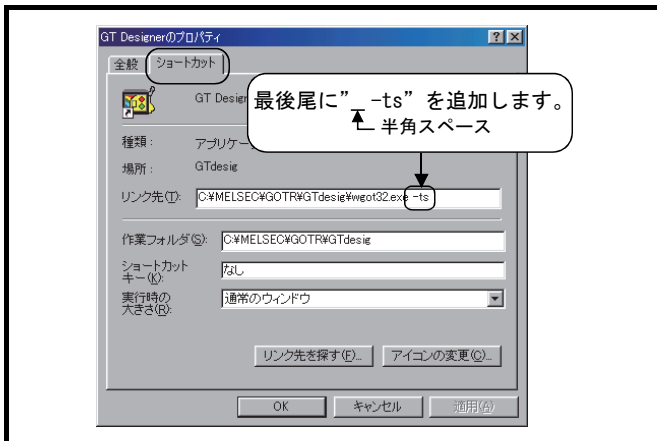 GT Designerのプロパティ
全般 ショートカット
GT Desig
最後尾に"_ -ts" を追加します。
半角スペース
種類: アプリケー
場所: GTdesig
リンク先(T): C:¥MELSEC¥GOTR¥GTdesig¥wgot32.exe -ts
作業フォルダ(S): C:¥MELSEC¥GOTR¥GTdesig
ショートカット
キー(K): なし
実行時の
大きさ(R): 通常のウィンドウ
リンク先を探す(F)... アイコンの変更(C)...
OK キャンセル 適用(A)